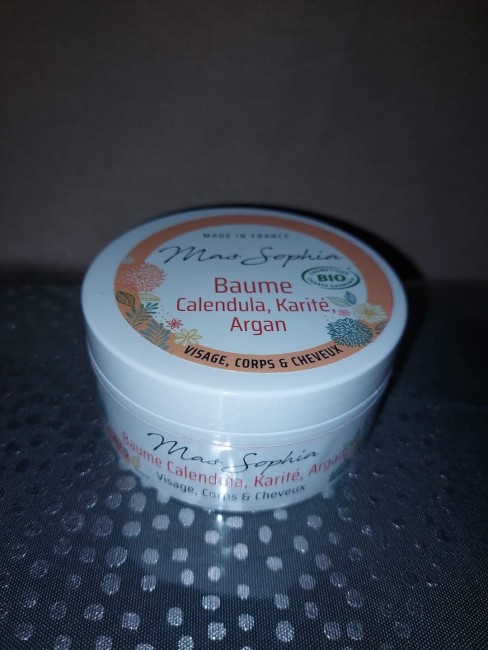 MADE IN FRANCE
Mas Sophia
BIO
Baume
Calendula, Karité,
Argan
VISAGE, CORPS & CHEVEUX
Mas Sophia
Baume Calendula, Karité, Argan
Visage, Corps & Cheveux